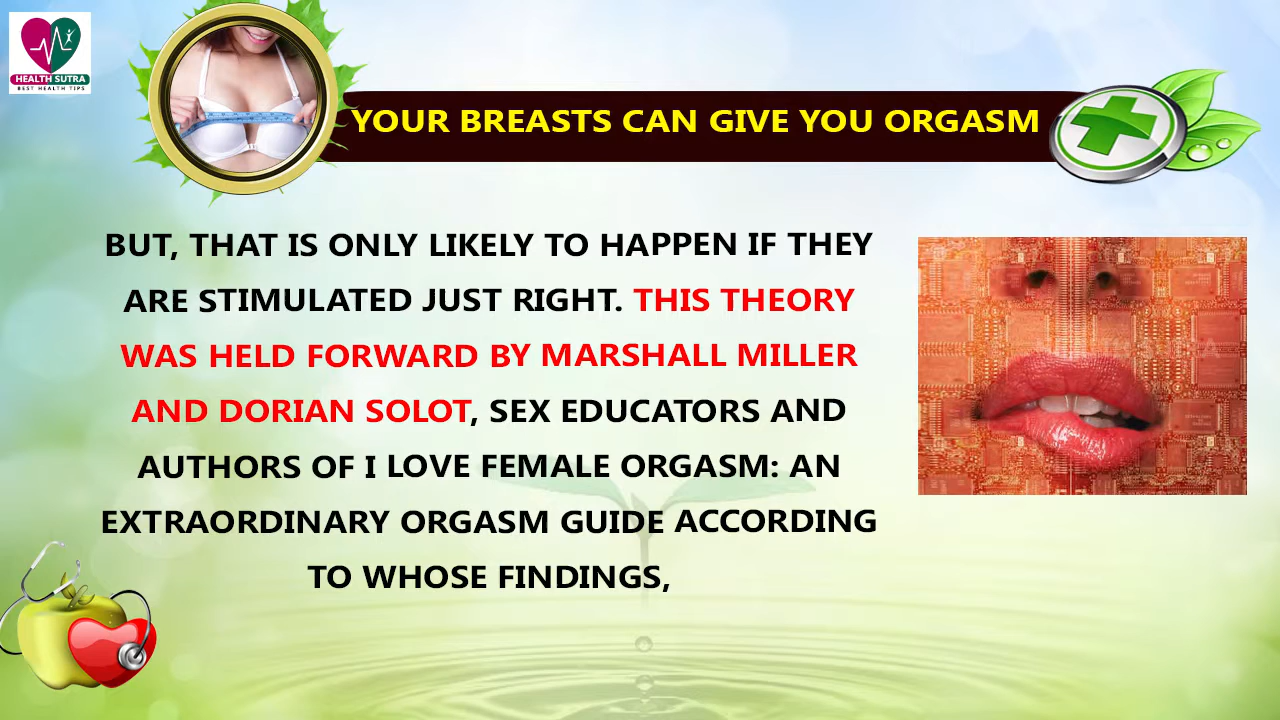 HEALTH SUTRA
BEST HEALTH TIPS
YOUR BREASTS CAN GIVE YOU ORGASM
BUT, THAT IS ONLY LIKELY TO HAPPEN IF THEY
ARE STIMULATED JUST RIGHT. THIS THEORY
WAS HELD FORWARD BY MARSHALL MILLER
AND DORIAN SOLOT, SEX EDUCATORS AND
AUTHORS OF I LOVE FEMALE ORGASM: AN
EXTRAORDINARY ORGASM GUIDE ACCORDING
TO WHOSE FINDINGS,